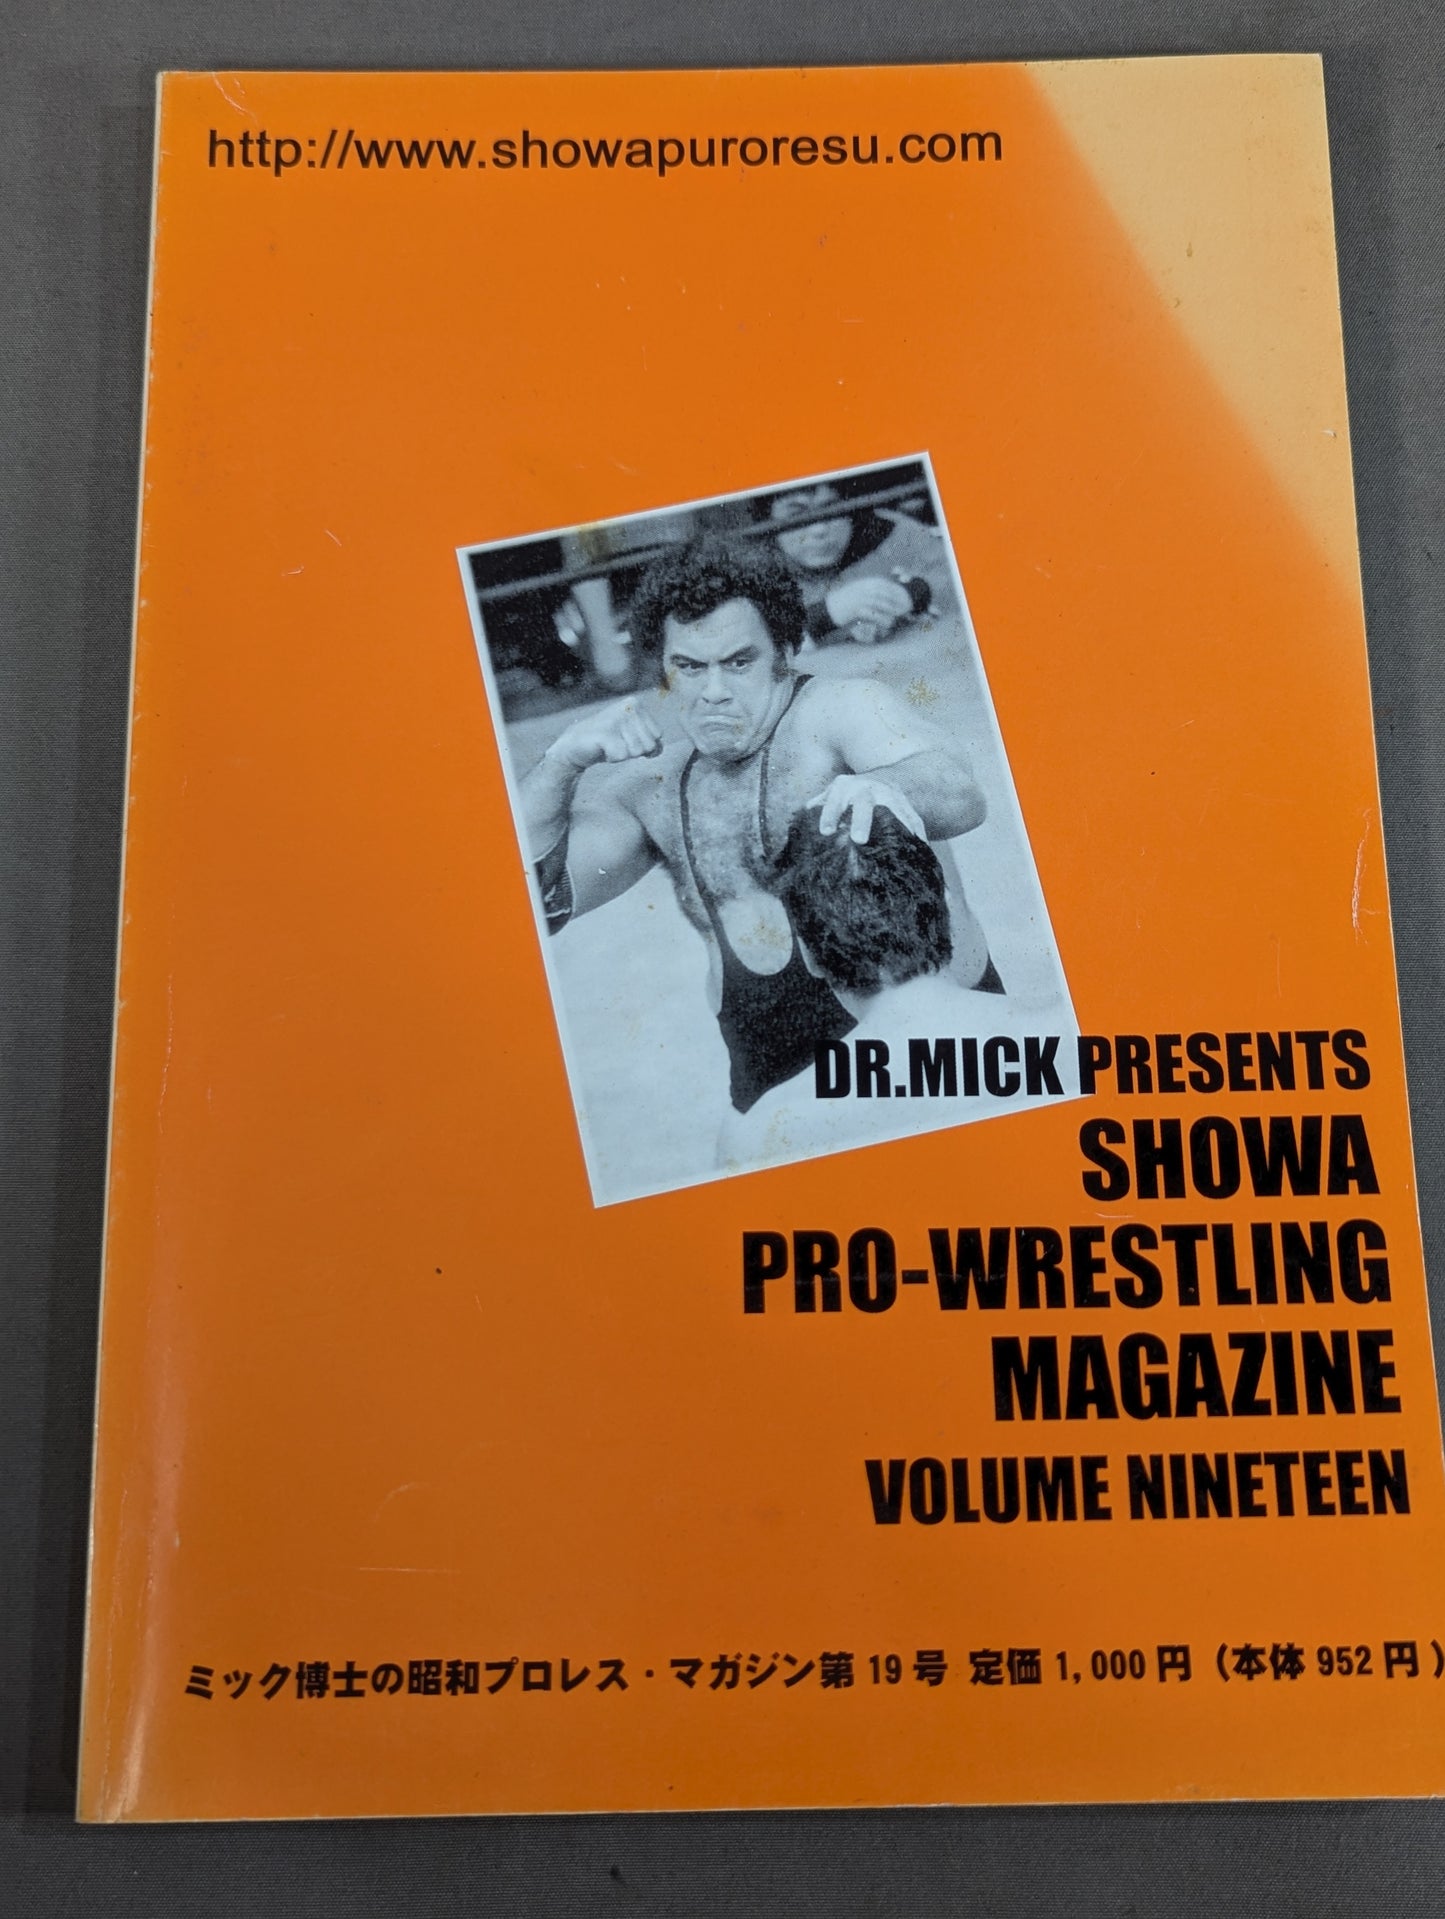 http://www.showapuroresu.com
DR.MICK PRESENTS
SHOWA
PRO-WRESTLING
MAGAZINE
VOLUME NINETEEN
ミック博士の昭和プロレス・マガジン第19号 定価1,000円（本体952円）